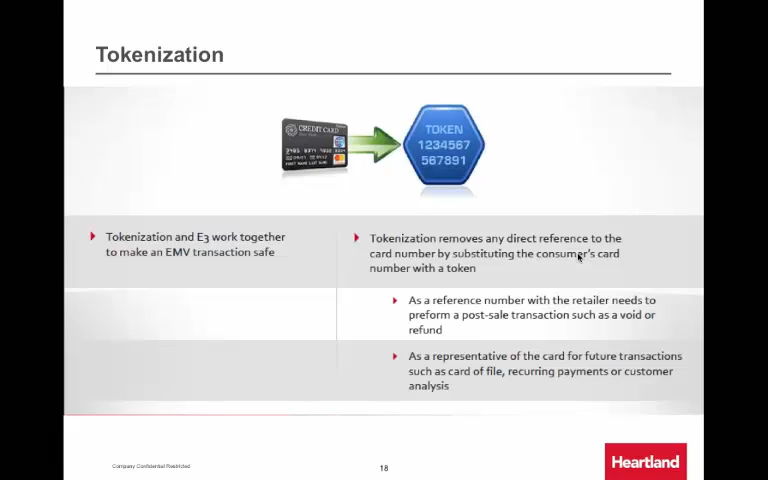 Tokenization
CREDIT CARD
TOKEN
1234567
567891
Tokenization and E3 work together
to make an EMV transaction safe
Tokenization removes any direct reference to the
card number by substituting the consumer's card
number with a token
As a reference number with the retailer needs to
preform a post-sale transaction such as a void or
refund
As a representative of the card for future transactions
such as card of file, recurring payments or customer
analysis
Company Confidential Restricted
18
Heartland